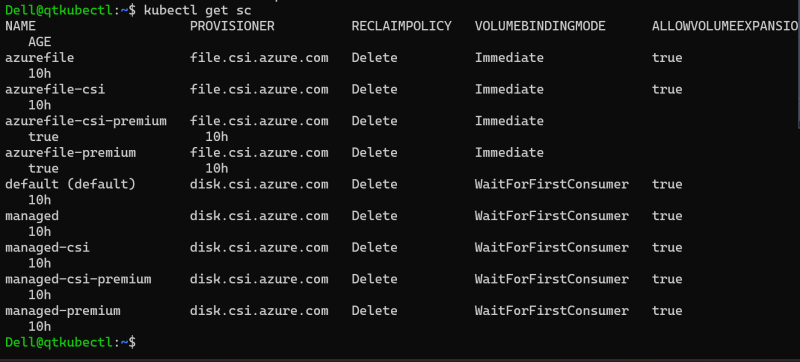 Dell@qtkubectl:~$ kubectl get sc
NAME                    PROVISIONER          RECLAIMPOLICY   VOLUMEBINDINGMODE      ALLOWVOLUMEEXPANSIO
   AGE
azurefile               file.csi.azure.com   Delete          Immediate              true
   10h
azurefile-csi           file.csi.azure.com   Delete          Immediate              true
   10h
azurefile-csi-premium   file.csi.azure.com   Delete          Immediate
   true                   10h
azurefile-premium       file.csi.azure.com   Delete          Immediate
   true                   10h
default (default)       disk.csi.azure.com   Delete          WaitForFirstConsumer   true
   10h
managed                 disk.csi.azure.com   Delete          WaitForFirstConsumer   true
   10h
managed-csi             disk.csi.azure.com   Delete          WaitForFirstConsumer   true
   10h
managed-csi-premium     disk.csi.azure.com   Delete          WaitForFirstConsumer   true
   10h
managed-premium         disk.csi.azure.com   Delete          WaitForFirstConsumer   true
   10h
Dell@qtkubectl:~$